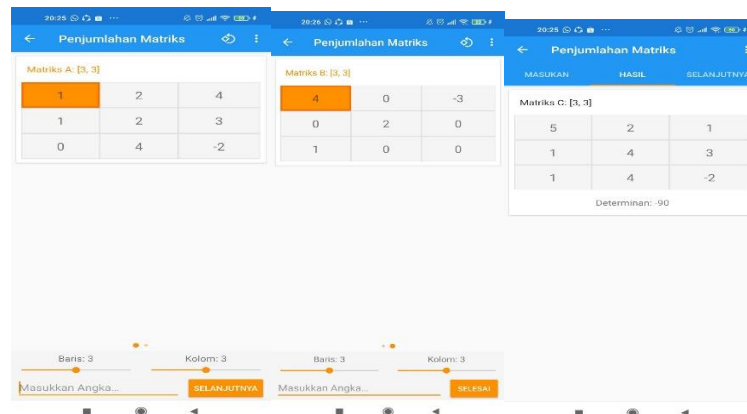 20:25
Penjumlahan Matriks
Matriks A: [3, 3]
1 2 4
1 2 3
0 4 -2
Baris: 3 Kolom: 3
Masukkan Angka...
SELANJUTNYA
20:26
Penjumlahan Matriks
Matriks B: [3, 3]
4 0 -3
0 2 0
1 0 0
Baris: 3 Kolom: 3
Masukkan Angka...
SELESAI
20:25
Penjumlahan Matriks
MASUKAN HASIL SELANJUTNYA
Matriks C: [3, 3]
5 2 1
1 4 3
1 4 -2
Determinan: -90